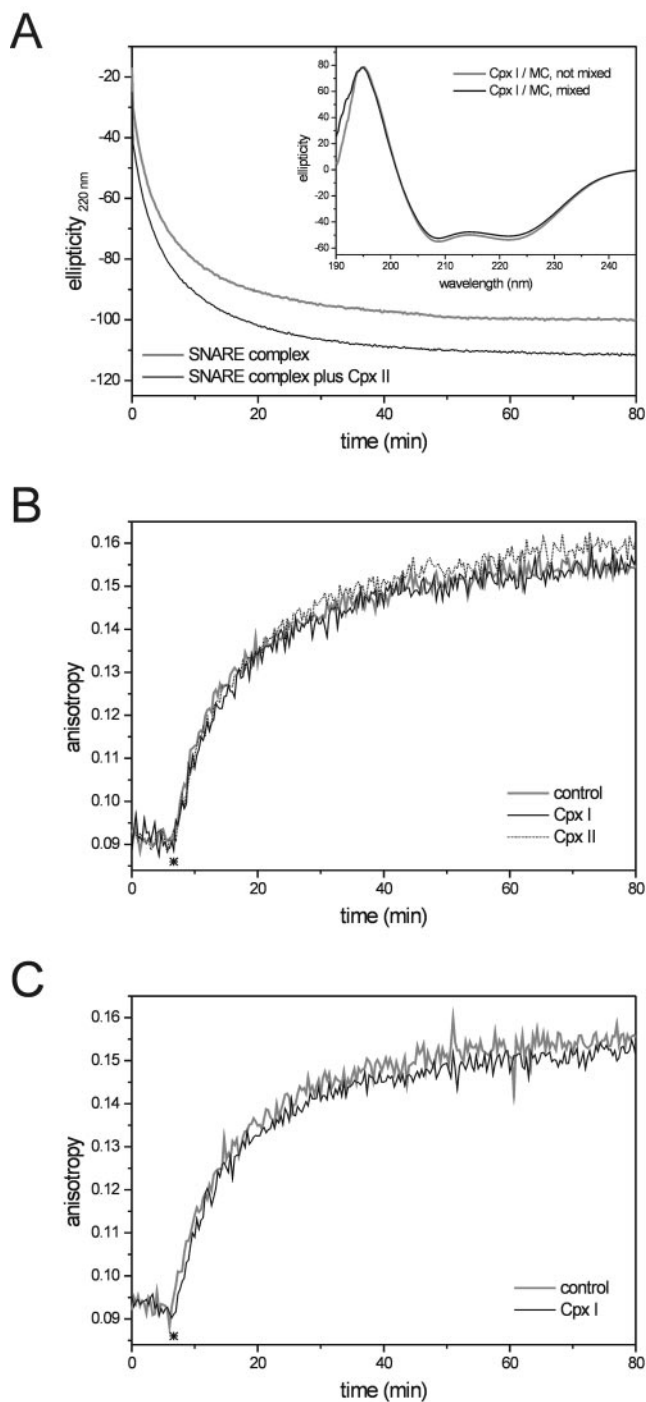 A
-20
-40
-60
-80
-100
-120
ellipticity 220 nm
80
60
40
20
0
-20
-40
-60
ellipticity
Cpx I / MC, not mixed
Cpx I / MC, mixed
190 200 210 220 230 240
wavelength (nm)
SNARE complex
SNARE complex plus Cpx II
0 20 40 60 80
time (min)
B
0.16
0.15
0.14
0.13
0.12
0.11
0.10
0.09
anisotropy
control
Cpx I
Cpx II
*
0 20 40 60 80
time (min)
C
0.16
0.15
0.14
0.13
0.12
0.11
0.10
0.09
anisotropy
control
Cpx I
*
0 20 40 60 80
time (min)